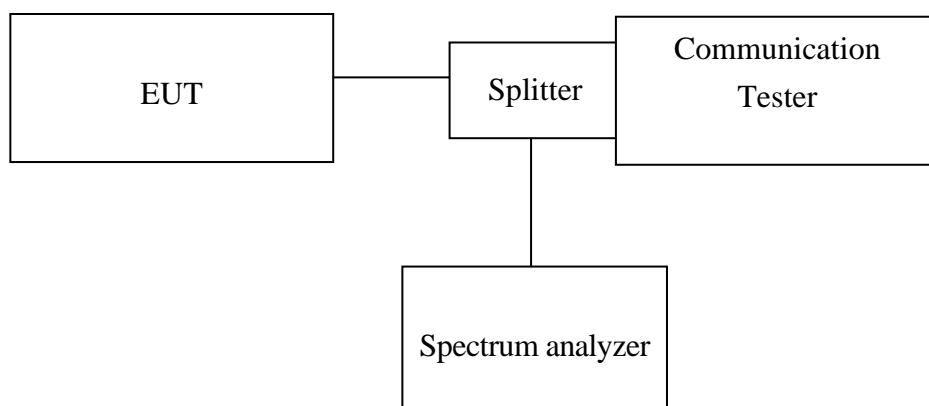 EUT
Splitter
Communication
Tester
Spectrum analyzer